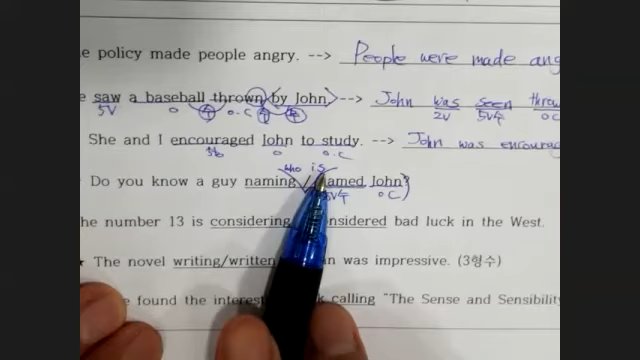 policy made people angry. --> People were made ang
saw a baseball thrown by John --> John was seen throw
5V O 수 O.C 2V 5V수 OC
She and I encouraged John to study. --> John was encourag
O O.C
who is
Do you know a guy naming / named John?
5V수 OC
he number 13 is considering bad luck in the West.
The novel writing/written was impressive. (3형수)
found the interest calling "The Sense and Sensibility